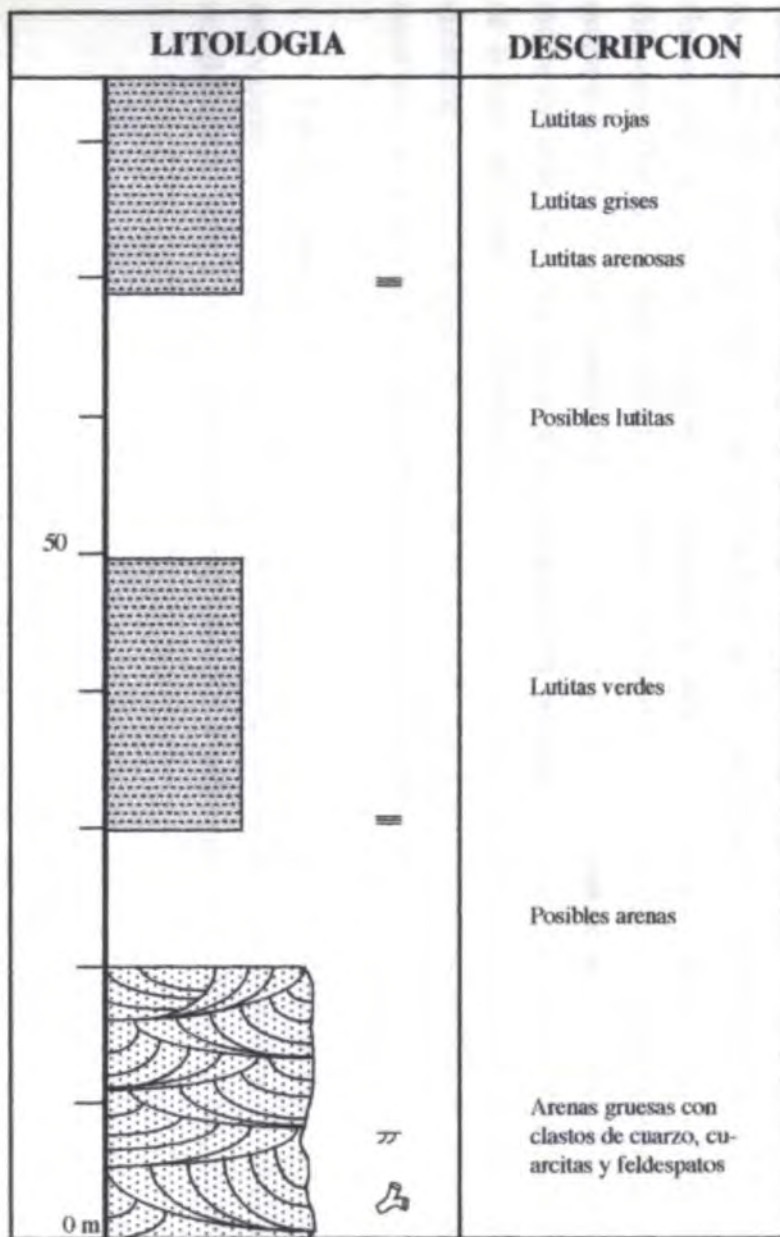 LITOLOGIA
DESCRIPCION
Lutitas rojas
Lutitas grises
Lutitas arenosas
Posibles lutitas
50
Lutitas verdes
Posibles arenas
Arenas gruesas con
clastos de cuarzo, cu-
arcitas y feldespatos
0 m